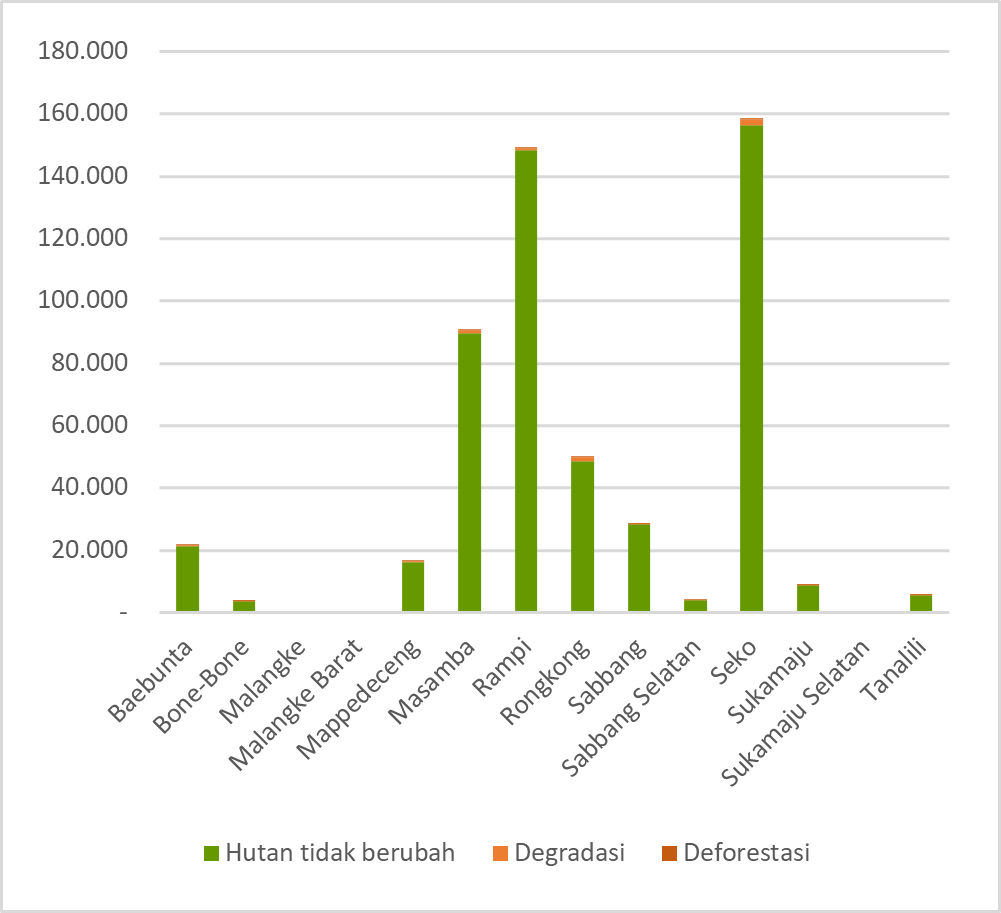 180.000
160.000
140.000
120.000
100.000
80.000
60.000
40.000
20.000
-
Baebunta
Bone-Bone
Malangke
Malangke Barat
Mappedeceng
Masamba
Rampi
Rongkong
Sabbang
Sabbang Selatan
Seko
Sukamaju
Sukamaju Selatan
Tanalili
Hutan tidak berubah Degradasi Deforestasi